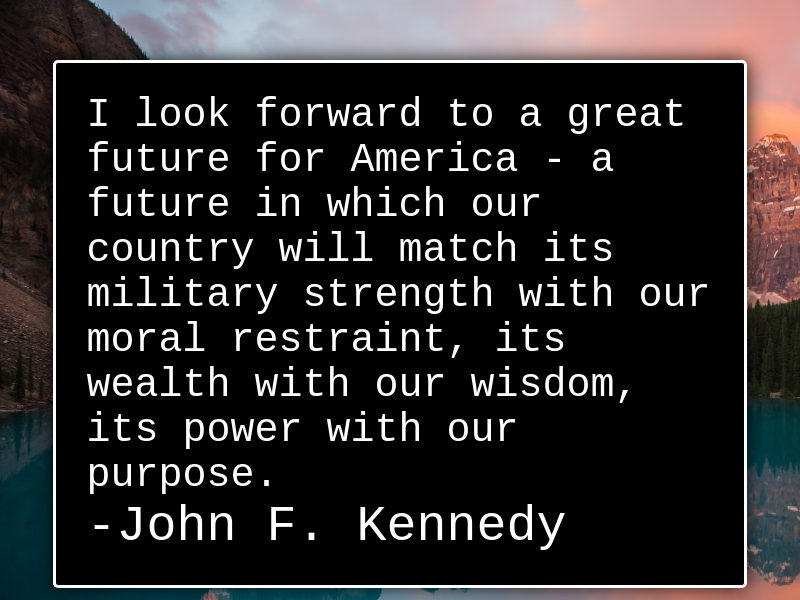 I look forward to a great
future for America - a
future in which our
country will match its
military strength with our
moral restraint, its
wealth with our wisdom,
its power with our
purpose.
-John F. Kennedy